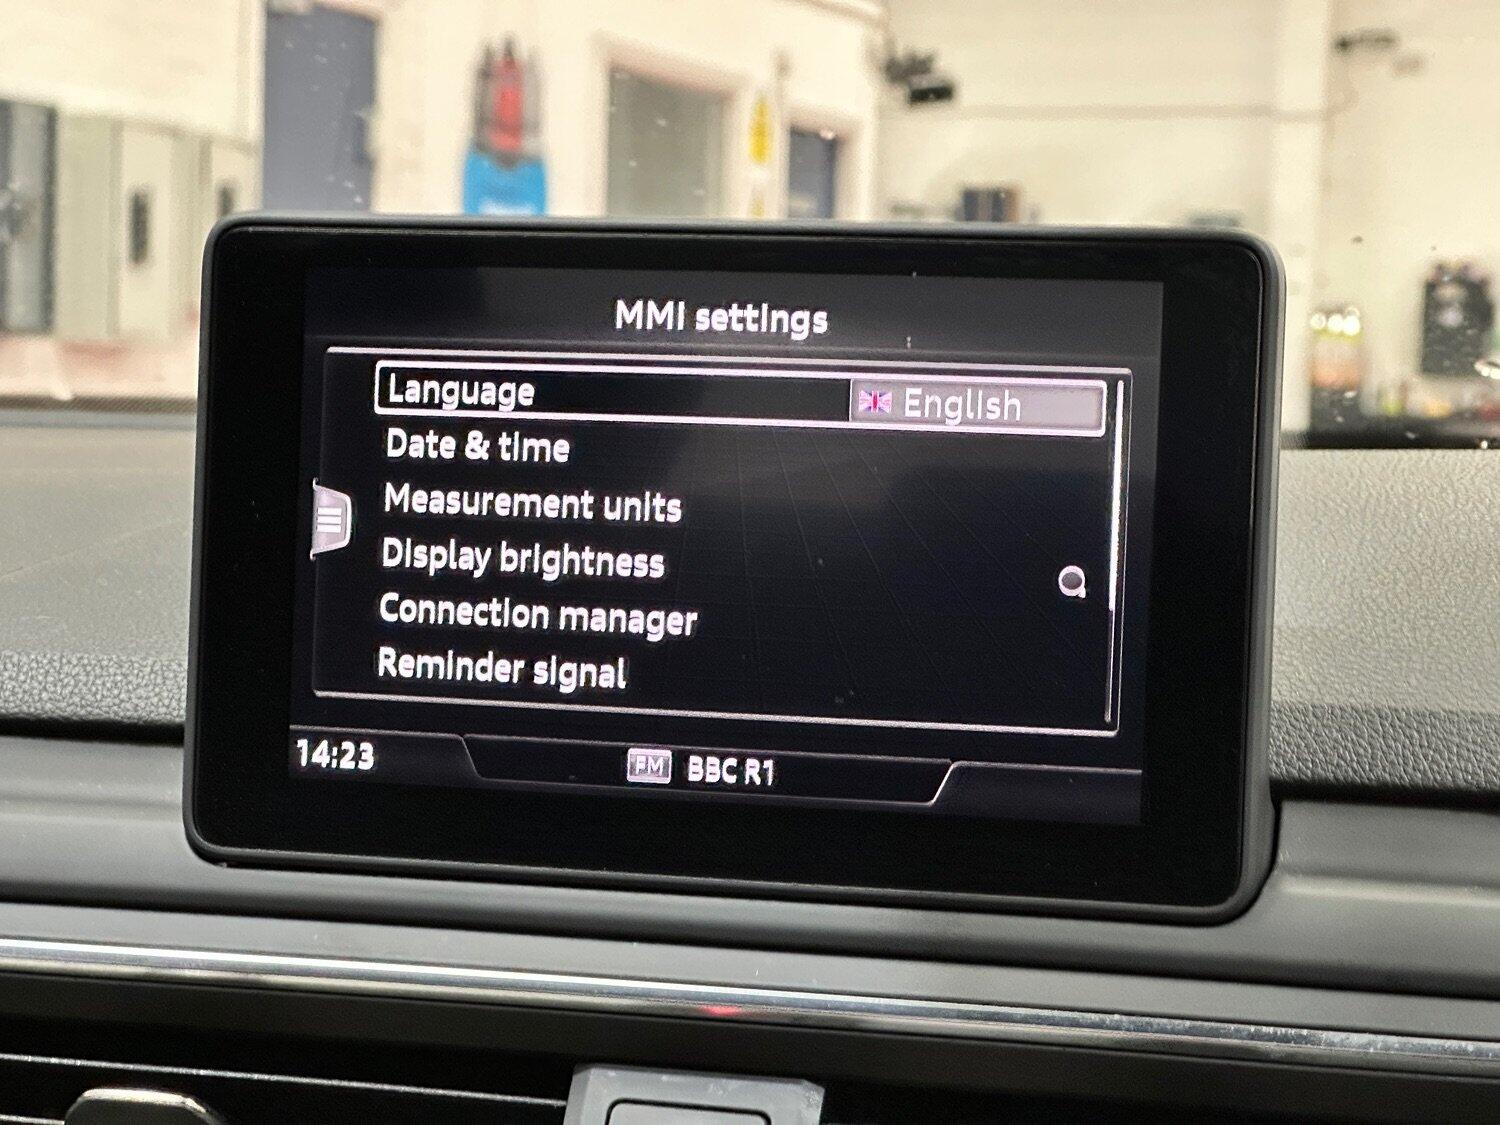 MMI settings
Language English
Date & time
Measurement units
Display brightness
Connection manager
Reminder signal
14:23 FM BBC R1